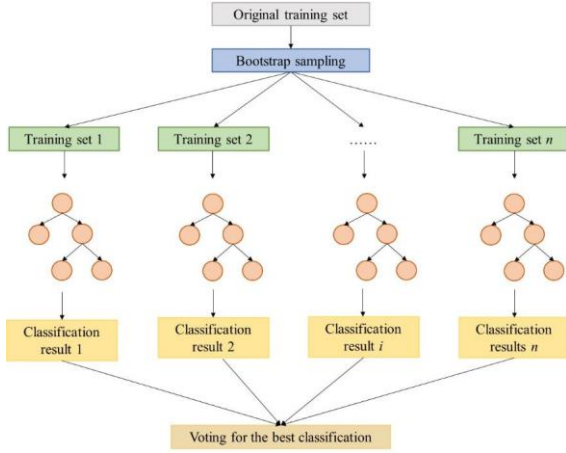 Original training set
Bootstrap sampling
Training set 1
Training set 2
......
Training set n
Classification
result 1
Classification
result 2
Classification
result i
Classification
results n
Voting for the best classification